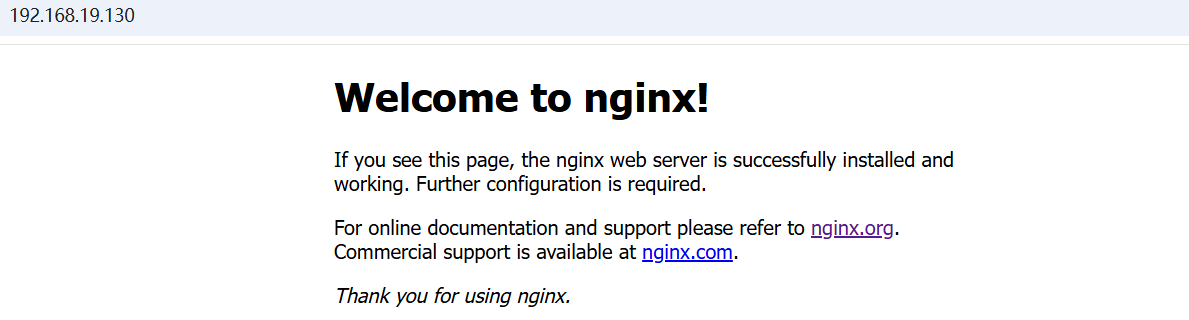 192.168.19.130
Welcome to nginx!
If you see this page, the nginx web server is successfully installed and
working. Further configuration is required.
For online documentation and support please refer to nginx.org.
Commercial support is available at nginx.com.
Thank you for using nginx.